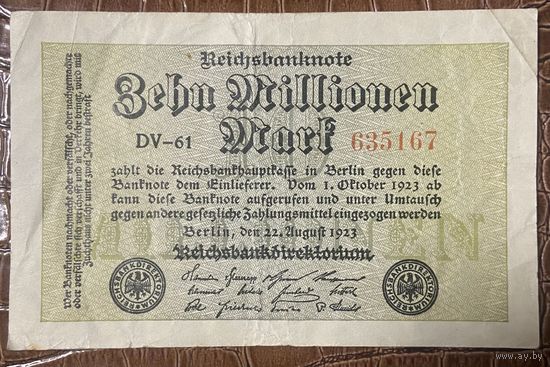 Reichsbanknote
Zehn Millionen
Mark
DV-61
635167
zahlt die Reichsbankhauptkasse in Berlin gegen diese
Banknote dem Einlieferer. Vom 1. Oktober 1923 ab
kann diese Banknote aufgerufen und unter Umtausch
gegen andere gesetzliche Zahlungsmittel eingezogen werden
Berlin, den 22. August 1923
Reichsbankdirektorium
Wer Banknoten nachmacht oder verfälscht oder nachgemachte
oder verfälschte sich verschafft und in Verkehr bringt, wird mit
Zuchthaus nicht unter zwei Jahren bestraft
REICHSBANKDIREKTORIUM
REICHSBANKDIREKTORIUM
www.ay.by